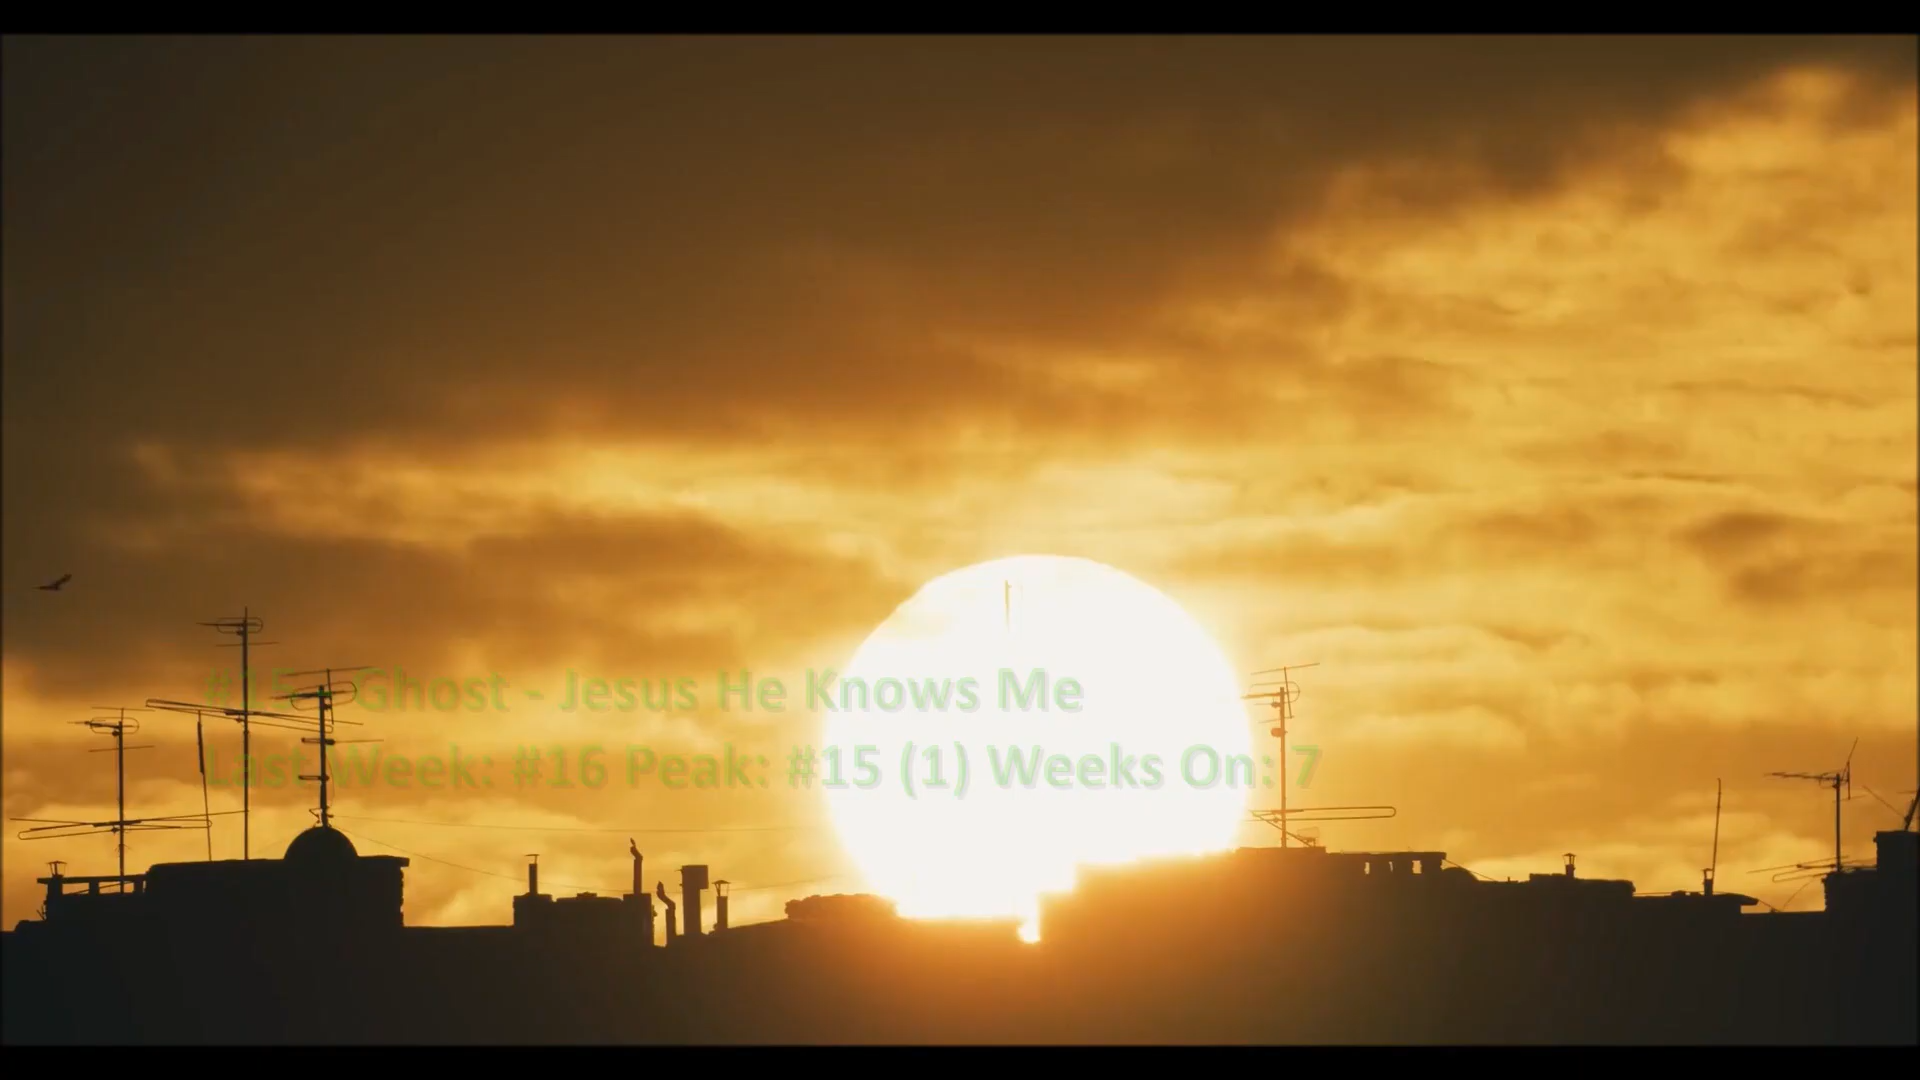 #15 - Ghost - Jesus He Knows Me
Last Week: #16 Peak: #15 (1) Weeks On: 7